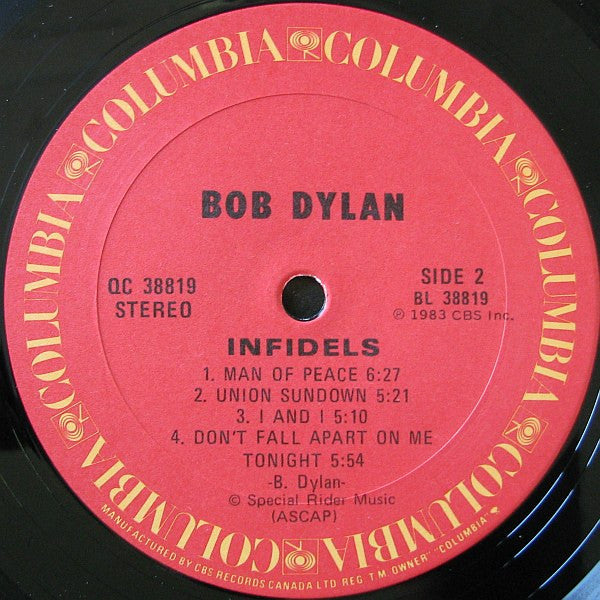 COLUMBIA COLUMBIA COLUMBIA COLUMBIA COLUMBIA COLUMBIA COLUMBIA
BOB DYLAN
QC 38819
STEREO
SIDE 2
BL 38819
℗ 1983 CBS Inc.
INFIDELS
1. MAN OF PEACE 6:27
2. UNION SUNDOWN 5:21
3. I AND I 5:10
4. DON'T FALL APART ON ME
TONIGHT 5:54
-B. Dylan-
© Special Rider Music
(ASCAP)
MANUFACTURED BY CBS RECORDS CANADA LTD REG T.M. OWNER "COLUMBIA"